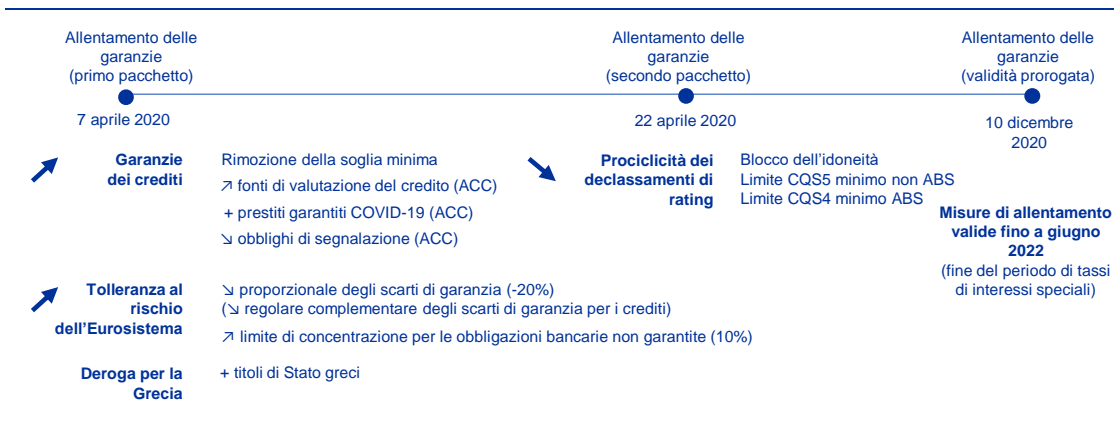 Allentamento delle
garanzie
(primo pacchetto)
Allentamento delle
garanzie
(secondo pacchetto)
Allentamento delle
garanzie
(validità prorogata)
7 aprile 2020
22 aprile 2020
10 dicembre
2020
Garanzie
dei crediti
Rimozione della soglia minima
↗ fonti di valutazione del credito (ACC)
+ prestiti garantiti COVID-19 (ACC)
↘ obblighi di segnalazione (ACC)
Prociclicità dei
declassamenti di
rating
Blocco dell'idoneità
Limite CQS5 minimo non ABS
Limite CQS4 minimo ABS
Misure di allentamento
valide fino a giugno
2022
(fine del periodo di tassi
di interessi speciali)
Tolleranza al
rischio
dell'Eurosistema
↘ proporzionale degli scarti di garanzia (-20%)
(↘ regolare complementare degli scarti di garanzia per i crediti)
↗ limite di concentrazione per le obbligazioni bancarie non garantite (10%)
Deroga per la
Grecia
+ titoli di Stato greci